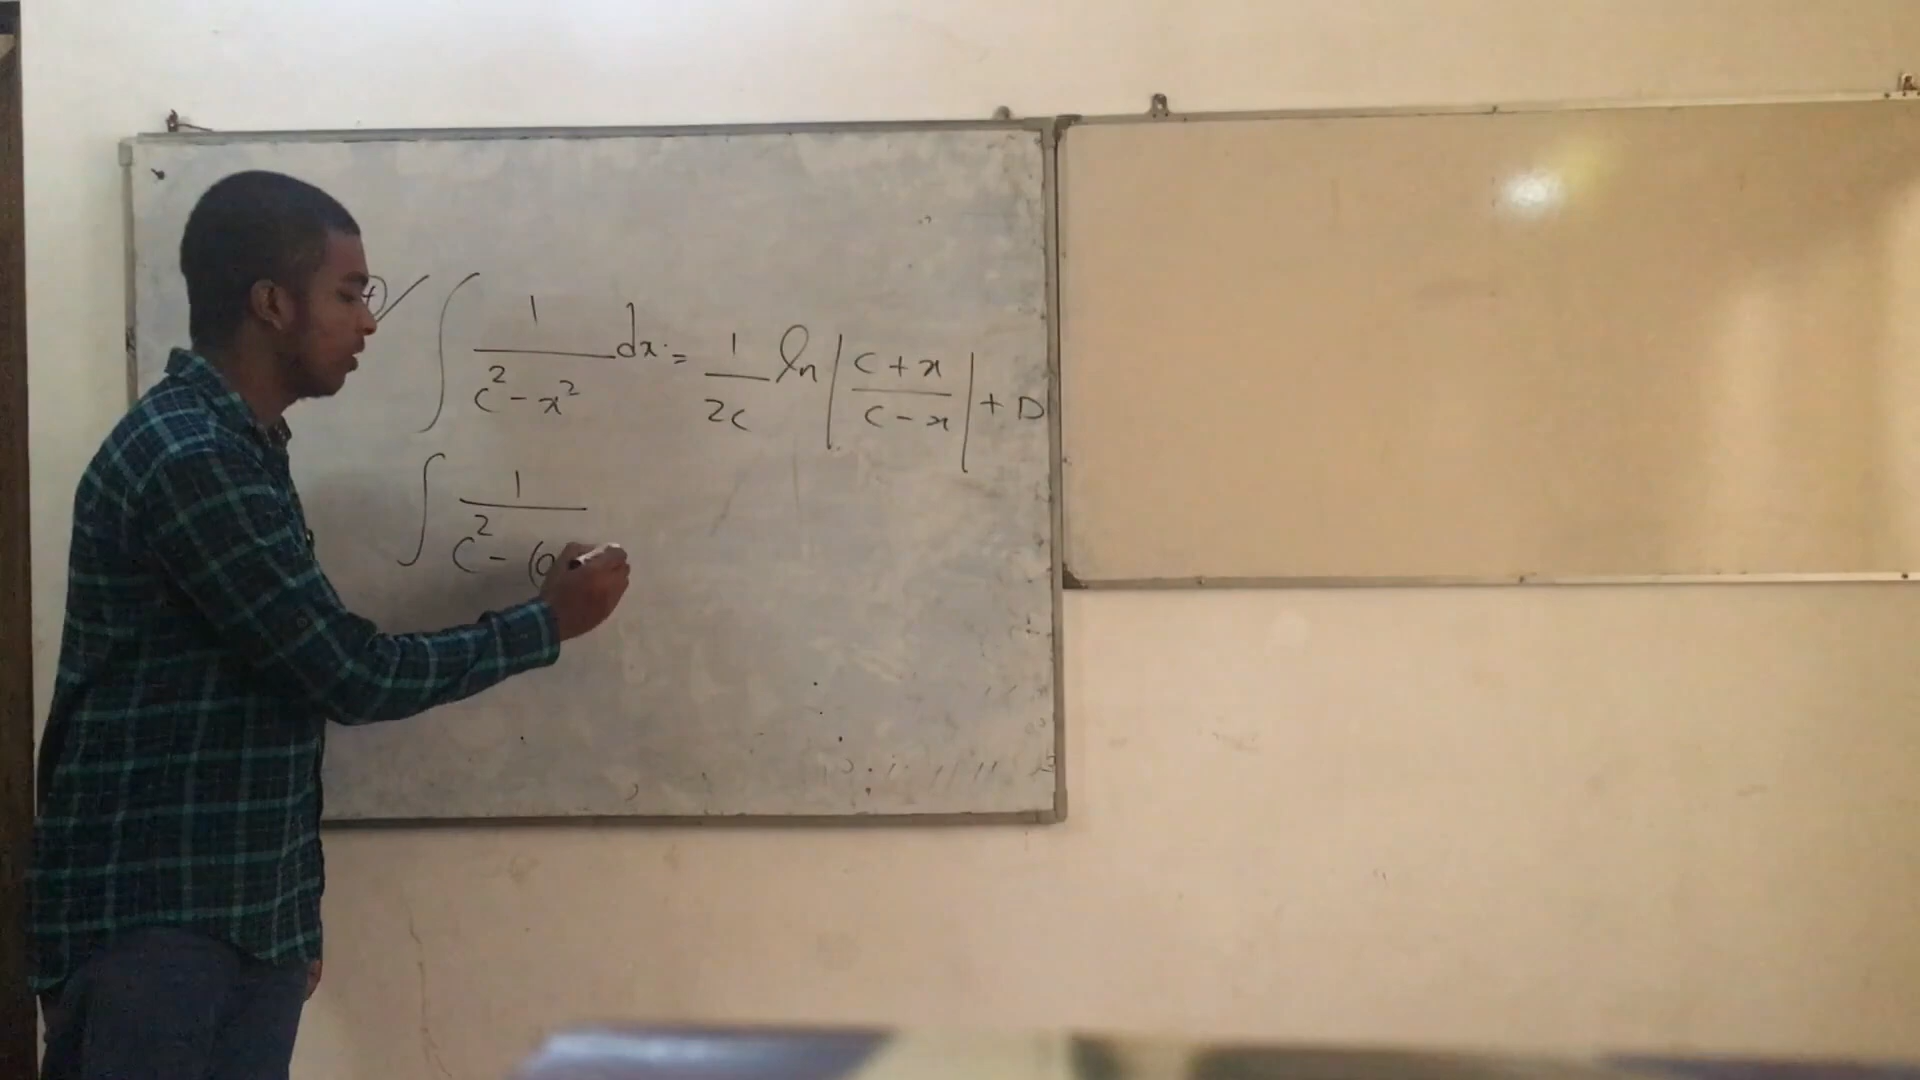 ∫ 1/(c² - x²) dx = 1/2c ln |(c + x)/(c - x)| + D
∫ 1/(c² - (a